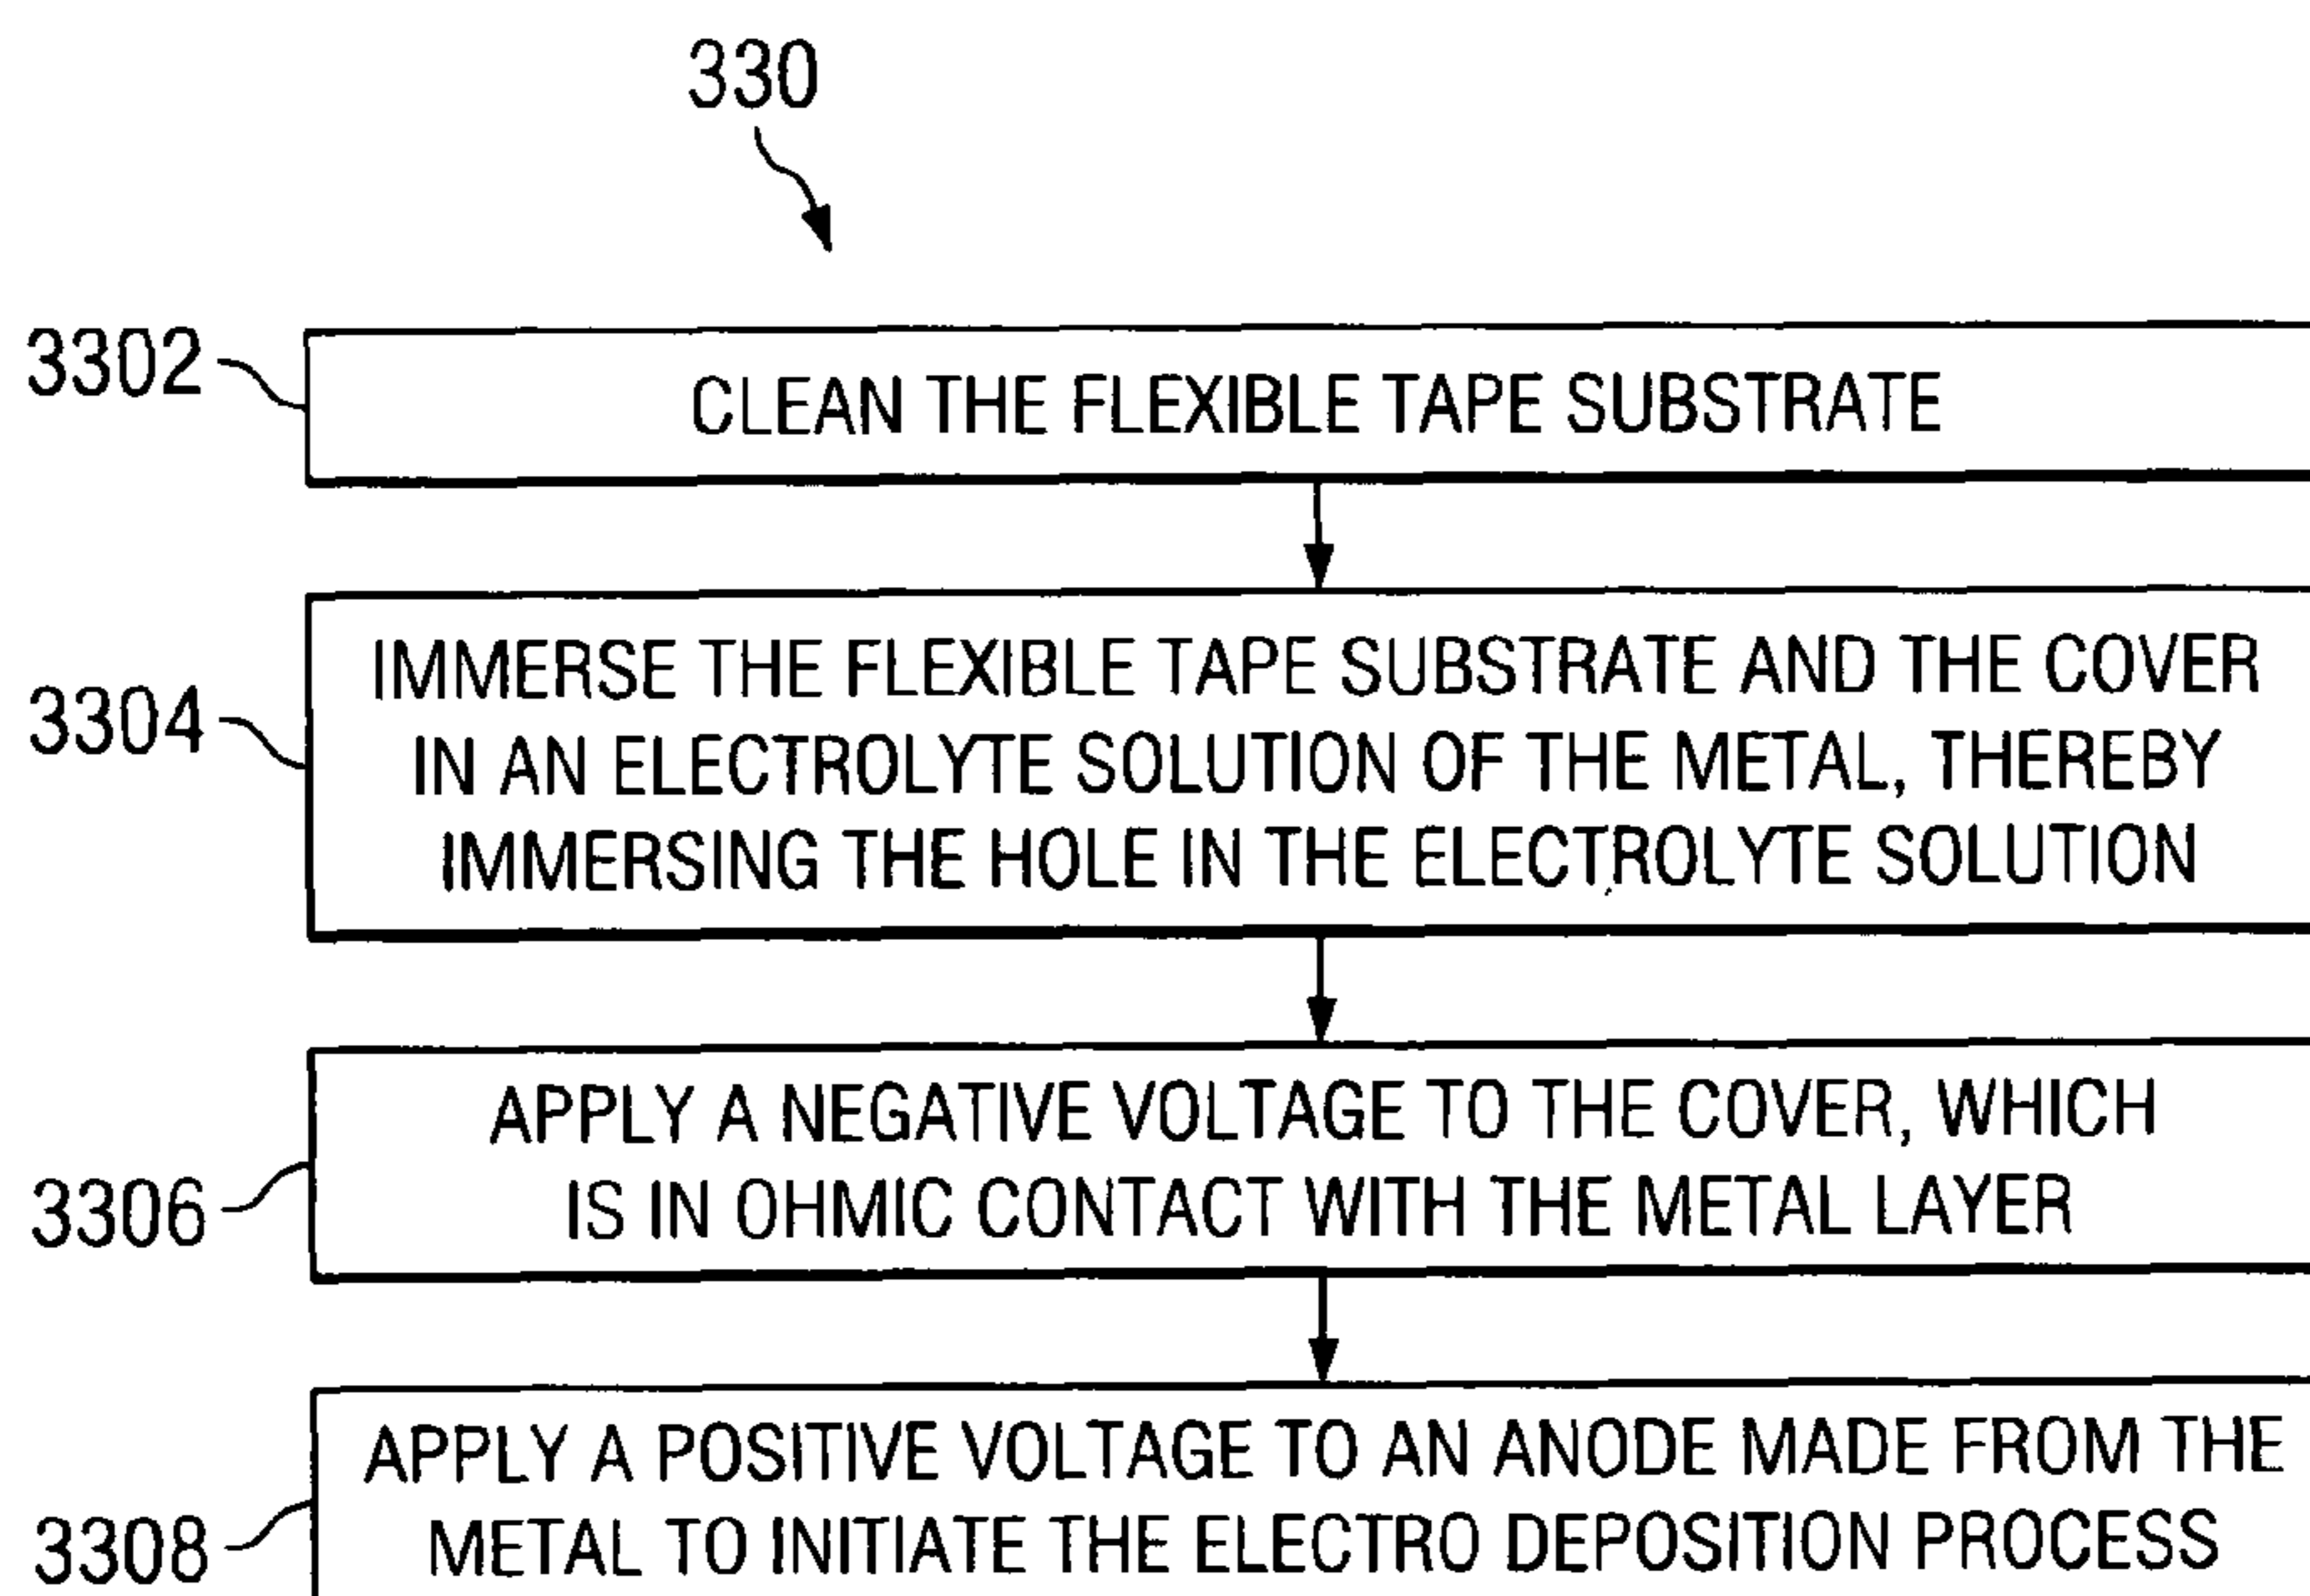 330
3302
CLEAN THE FLEXIBLE TAPE SUBSTRATE
3304
IMMERSE THE FLEXIBLE TAPE SUBSTRATE AND THE COVER
IN AN ELECTROLYTE SOLUTION OF THE METAL, THEREBY
IMMERSING THE HOLE IN THE ELECTROLYTE SOLUTION
3306
APPLY A NEGATIVE VOLTAGE TO THE COVER, WHICH
IS IN OHMIC CONTACT WITH THE METAL LAYER
3308
APPLY A POSITIVE VOLTAGE TO AN ANODE MADE FROM THE
METAL TO INITIATE THE ELECTRO DEPOSITION PROCESS